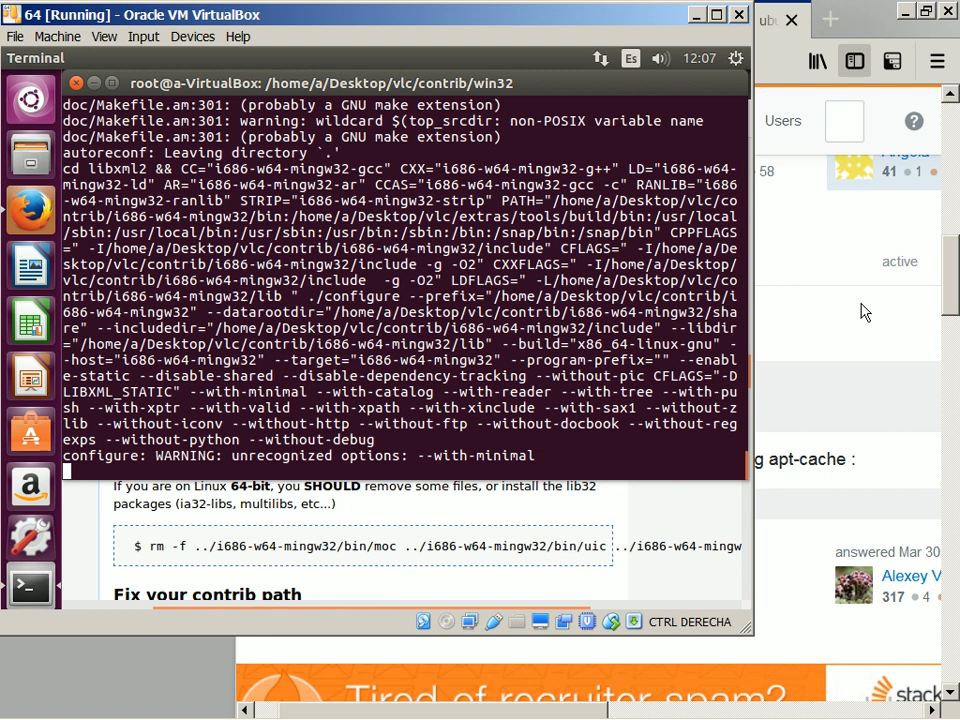 64 [Running] - Oracle VM VirtualBox
File Machine View Input Devices Help
Terminal
Es
12:07
root@a-VirtualBox: /home/a/Desktop/vlc/contrib/win32
doc/Makefile.am:301: (probably a GNU make extension)
doc/Makefile.am:301: warning: wildcard $(top_srcdir: non-POSIX variable name
doc/Makefile.am:301: (probably a GNU make extension)
autoreconf: Leaving directory `.'
cd libxml2 && CC="i686-w64-mingw32-gcc" CXX="i686-w64-mingw32-g++" LD="i686-w64-
mingw32-ld" AR="i686-w64-mingw32-ar" CCAS="i686-w64-mingw32-gcc -c" RANLIB="i686
-w64-mingw32-ranlib" STRIP="i686-w64-mingw32-strip" PATH="/home/a/Desktop/vlc/co
ntrib/i686-w64-mingw32/bin:/home/a/Desktop/vlc/extras/tools/build/bin:/usr/local
/sbin:/usr/local/bin:/usr/sbin:/usr/bin:/sbin:/bin:/snap/bin:/snap/bin" CPPFLAGS
=" -I/home/a/Desktop/vlc/contrib/i686-w64-mingw32/include" CFLAGS=" -I/home/a/De
sktop/vlc/contrib/i686-w64-mingw32/include -g -O2" CXXFLAGS=" -I/home/a/Desktop/
vlc/contrib/i686-w64-mingw32/include  -g -O2" LDFLAGS=" -L/home/a/Desktop/vlc/co
ntrib/i686-w64-mingw32/lib " ./configure --prefix="/home/a/Desktop/vlc/contrib/i
686-w64-mingw32" --datarootdir="/home/a/Desktop/vlc/contrib/i686-w64-mingw32/sha
re" --includedir="/home/a/Desktop/vlc/contrib/i686-w64-mingw32/include" --libdir
="/home/a/Desktop/vlc/contrib/i686-w64-mingw32/lib" --build="x86_64-linux-gnu" -
-host="i686-w64-mingw32" --target="i686-w64-mingw32" --program-prefix="" --enabl
e-static --disable-shared --disable-dependency-tracking --without-pic CFLAGS="-D
LIBXML_STATIC" --with-minimal --with-catalog --with-reader --with-tree --with-pu
sh --with-xptr --with-valid --with-xpath --with-xinclude --with-sax1 --without-z
lib --without-iconv --without-http --without-ftp --without-docbook --without-reg
exps --without-python --without-debug
configure: WARNING: unrecognized options: --with-minimal
If you are on Linux 64-bit, you SHOULD remove some files, or install the lib32
packages (ia32-libs, multilibs, etc...)
$ rm -f ../i686-w64-mingw32/bin/moc ../i686-w64-mingw32/bin/uic ../i686-w64-mingw
Fix your contrib path
CTRL DERECHA
ubu
Users
58
41 1
active
g apt-cache :
answered Mar 30
Alexey V
317 4
Tired of recruiter spam?
stack